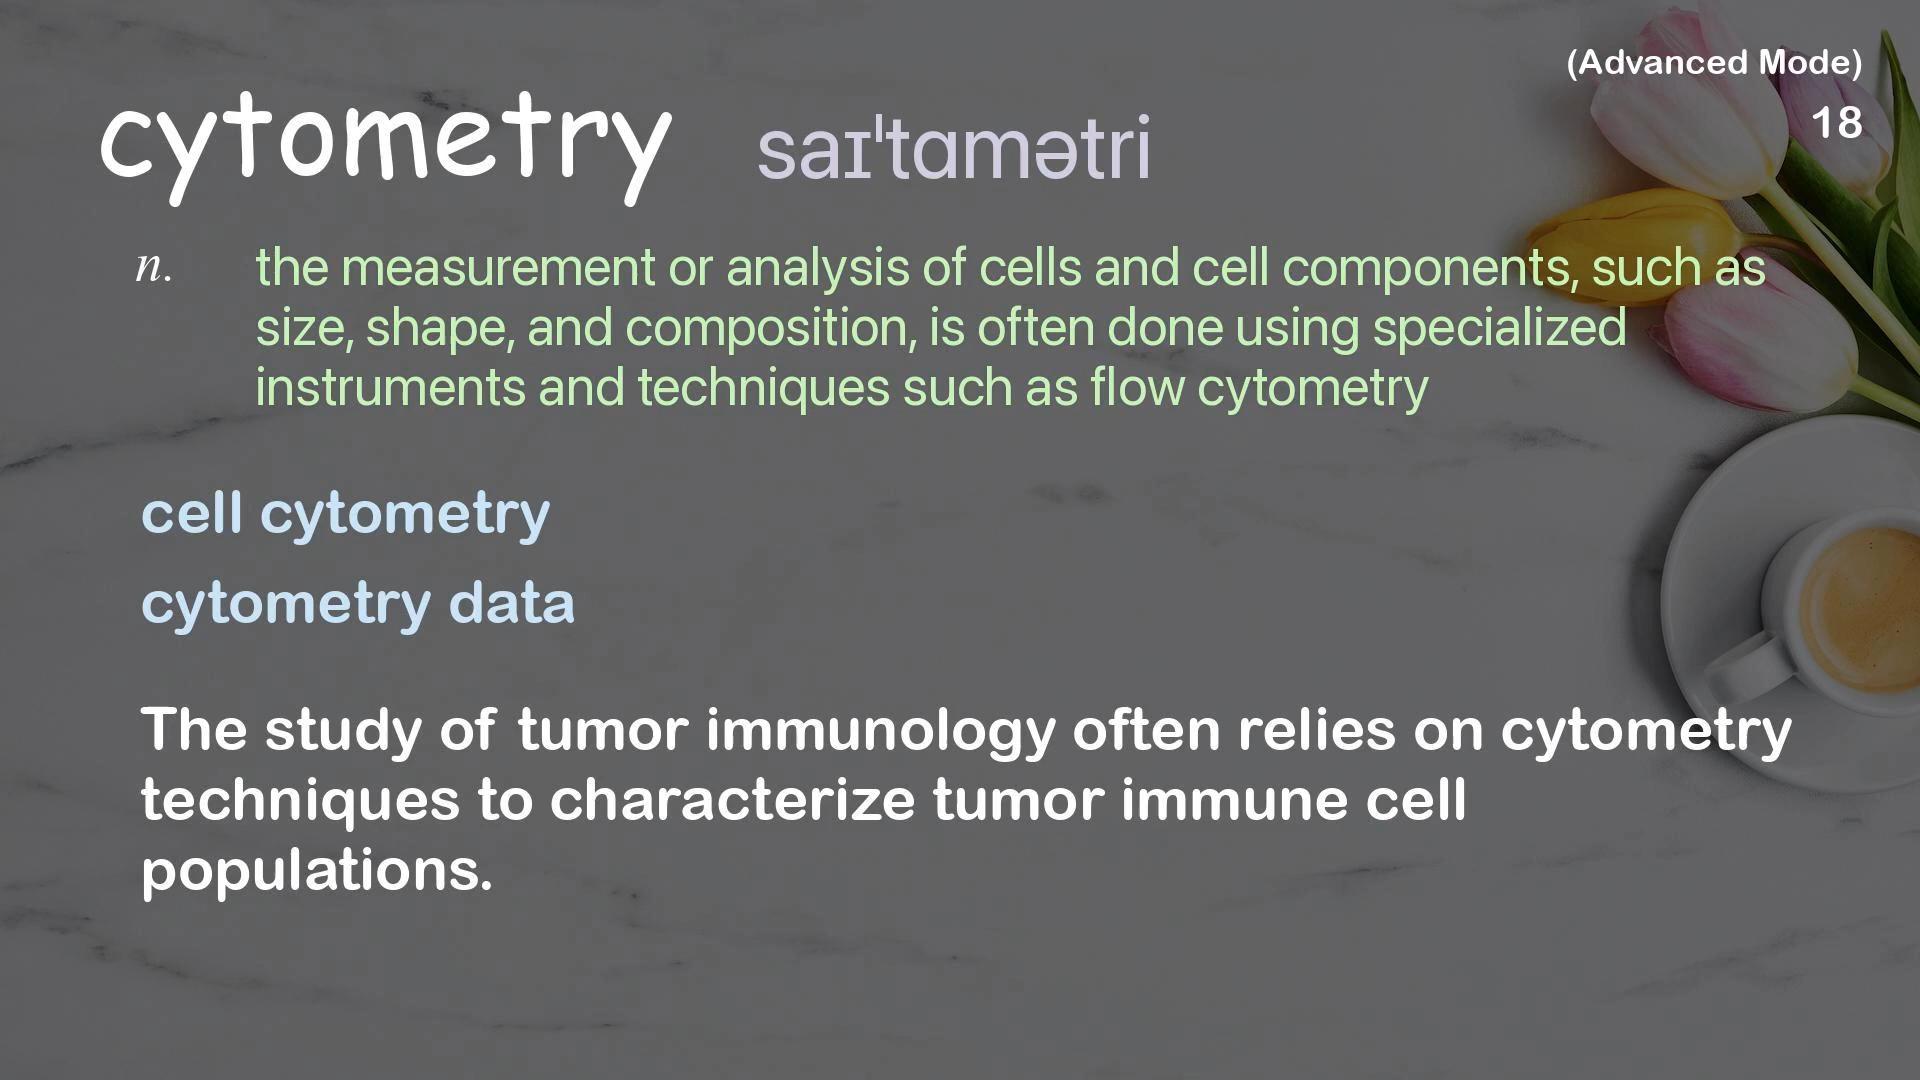 (Advanced Mode)
18
cytometry saɪˈtɑmətri
n. the measurement or analysis of cells and cell components, such as
size, shape, and composition, is often done using specialized
instruments and techniques such as flow cytometry
cell cytometry
cytometry data
The study of tumor immunology often relies on cytometry
techniques to characterize tumor immune cell
populations.